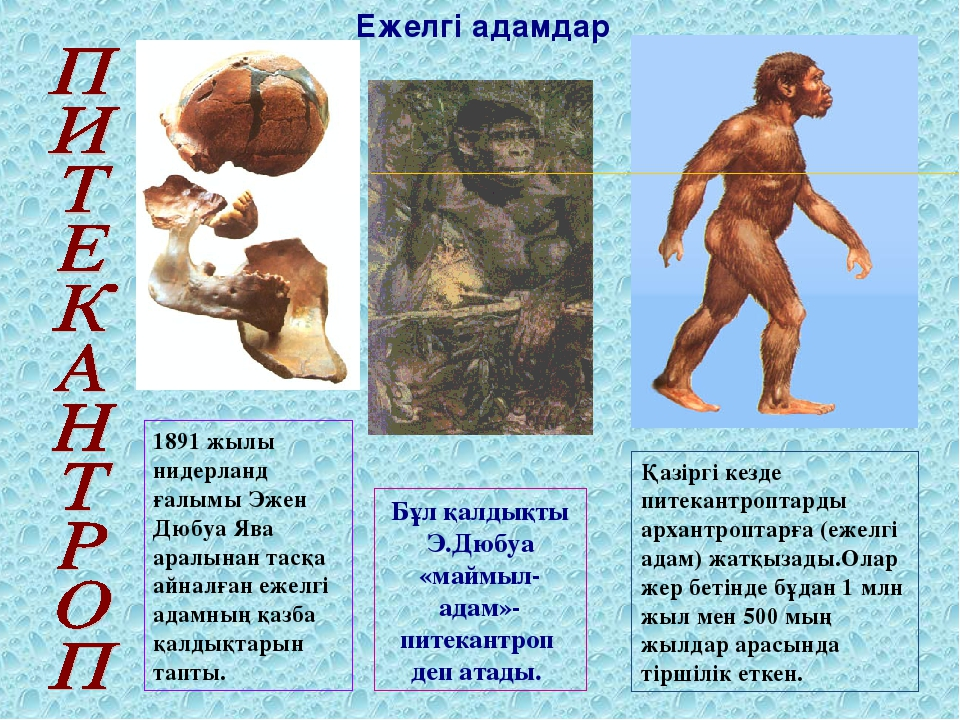 Ежелгі адамдар
ПИТЕКАНТРОП
1891 жылы
нидерланд
ғалымы Эжен
Дюбуа Ява
аралынан тасқа
айналған ежелгі
адамның қазба
қалдықтарын
тапты.
Бұл қалдықты
Э.Дюбуа
«маймыл-
адам»-
питекантроп
деп атады.
Қазіргі кезде
питекантроптарды
архантроптарға (ежелгі
адам) жатқызады.Олар
жер бетінде бұдан 1 млн
жыл мен 500 мың
жылдар арасында
тіршілік еткен.